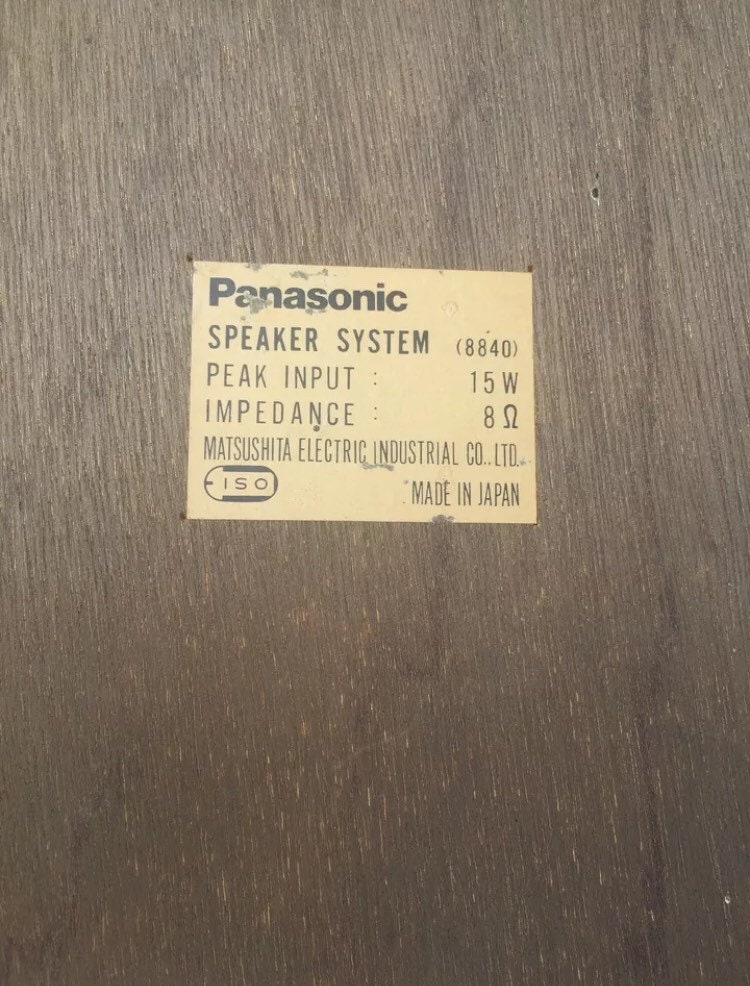 Panasonic
SPEAKER SYSTEM (8840)
PEAK INPUT : 15 W
IMPEDANCE : 8 Ω
MATSUSHITA ELECTRIC INDUSTRIAL CO.,LTD.
ISO MADE IN JAPAN